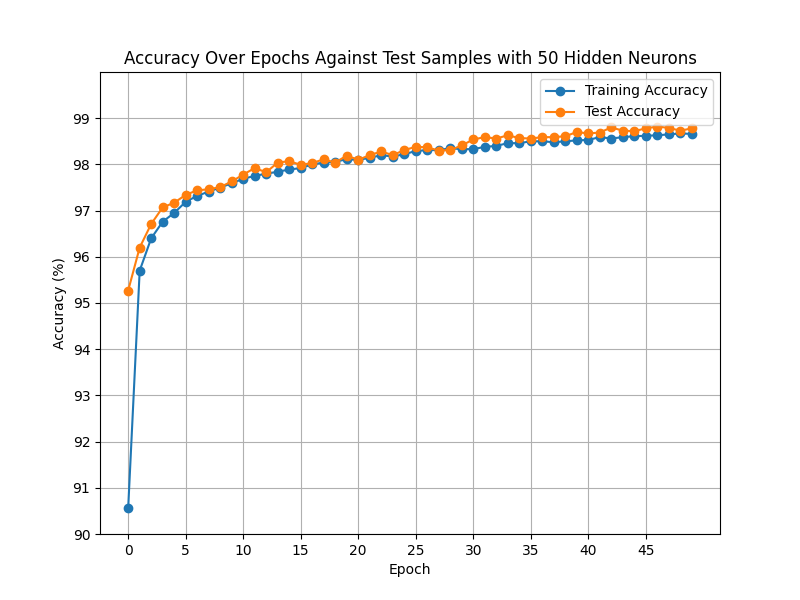 Accuracy Over Epochs Against Test Samples with 50 Hidden Neurons
Training Accuracy
Test Accuracy
99
98
97
96
95
94
93
92
91
90
Accuracy (%)
0 5 10 15 20 25 30 35 40 45
Epoch